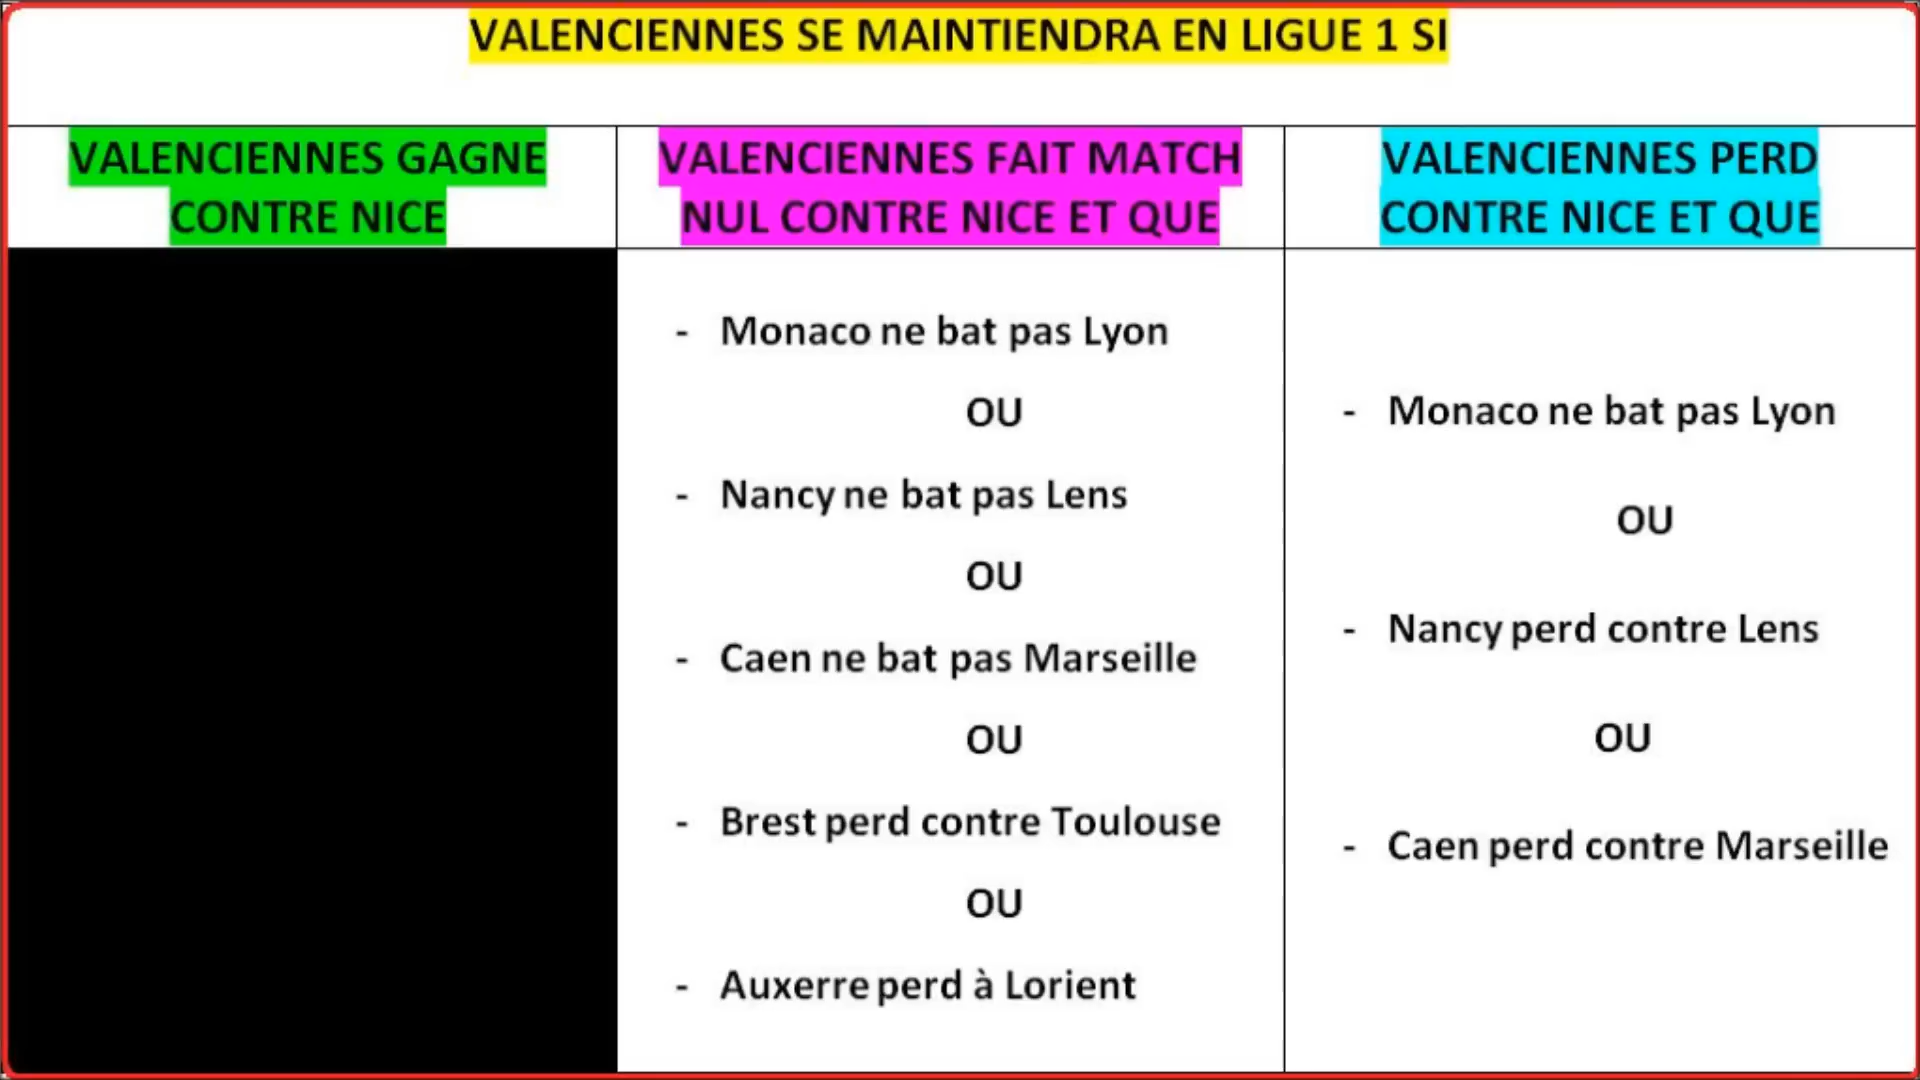 VALENCIENNES SE MAINTIENDRA EN LIGUE 1 SI
VALENCIENNES GAGNE
CONTRE NICE
VALENCIENNES FAIT MATCH
NUL CONTRE NICE ET QUE
VALENCIENNES PERD
CONTRE NICE ET QUE
- Monaco ne bat pas Lyon
OU
- Nancy ne bat pas Lens
OU
- Caen ne bat pas Marseille
OU
- Brest perd contre Toulouse
OU
- Auxerre perd à Lorient
- Monaco ne bat pas Lyon
OU
- Nancy perd contre Lens
OU
- Caen perd contre Marseille